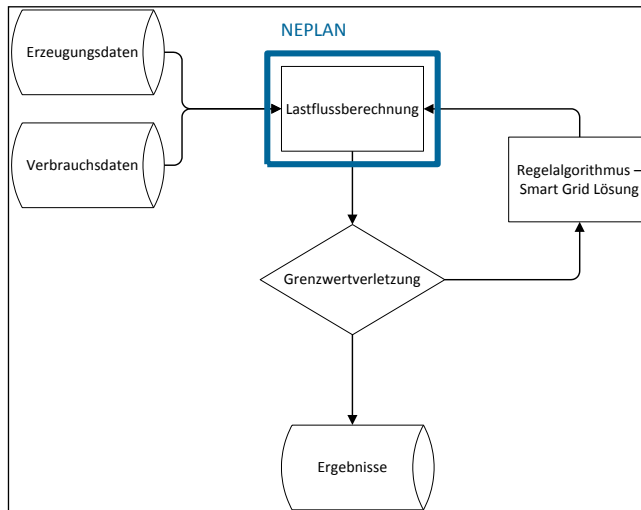 NEPLAN
Erzeugungsdaten
Lastflussberechnung
Verbrauchsdaten
Regelalgorithmus –
Smart Grid Lösung
Grenzwertverletzung
Ergebnisse